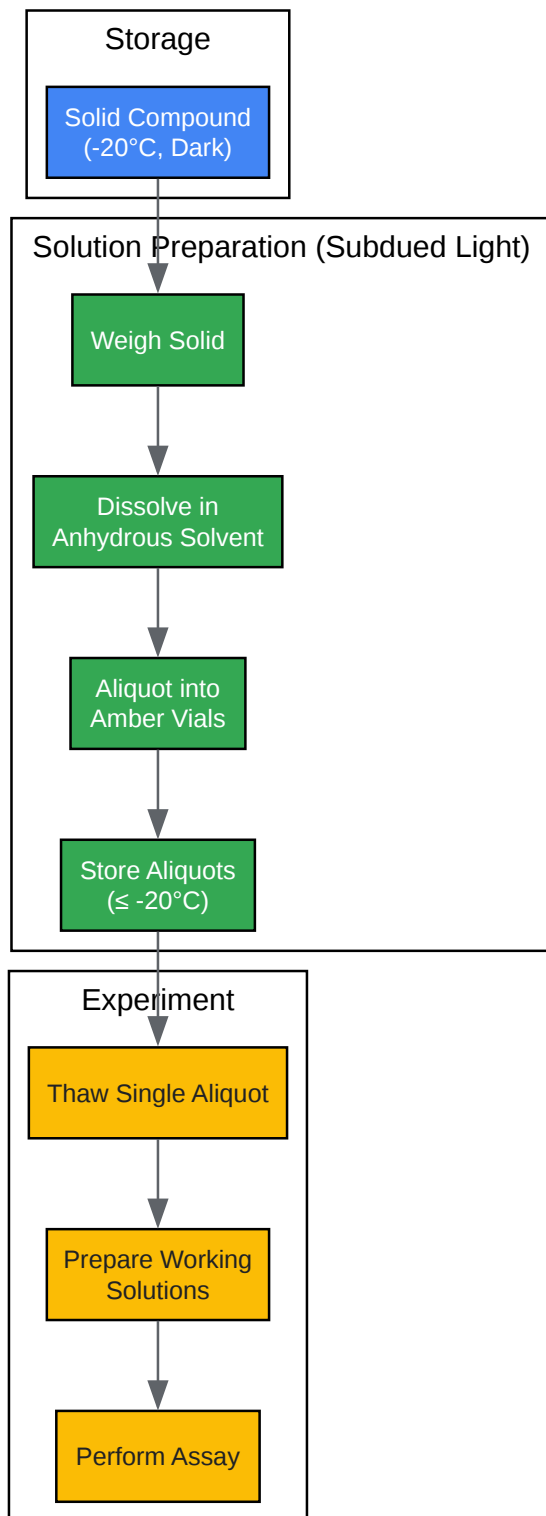 Storage
Solid Compound
(-20°C, Dark)
Solution Preparation (Subdued Light)
Weigh Solid
Dissolve in
Anhydrous Solvent
Aliquot into
Amber Vials
Store Aliquots
(≤ -20°C)
Experiment
Thaw Single Aliquot
Prepare Working
Solutions
Perform Assay